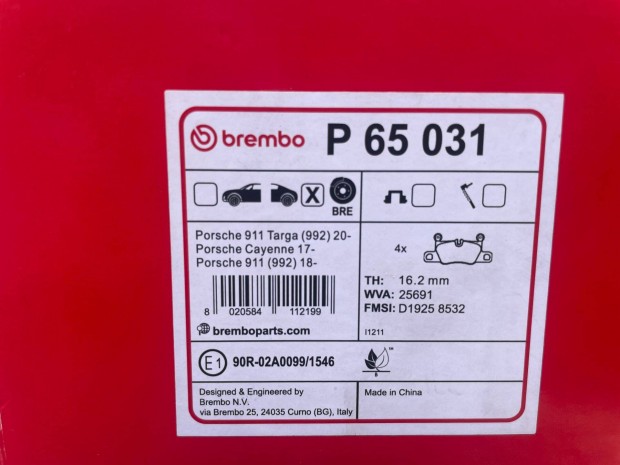 brembo P 65 031
X
BRE
Porsche 911 Targa (992) 20-
Porsche Cayenne 17-
Porsche 911 (992) 18-
8 020584 112199
bremboparts.com
4x
TH: 16.2 mm
WVA: 25691
FMSI: D1925 8532
I1211
E1 90R-02A0099/1546
TM
B
Designed & Engineered by
Brembo N.V.
via Brembo 25, 24035 Curno (BG), Italy
Made in China